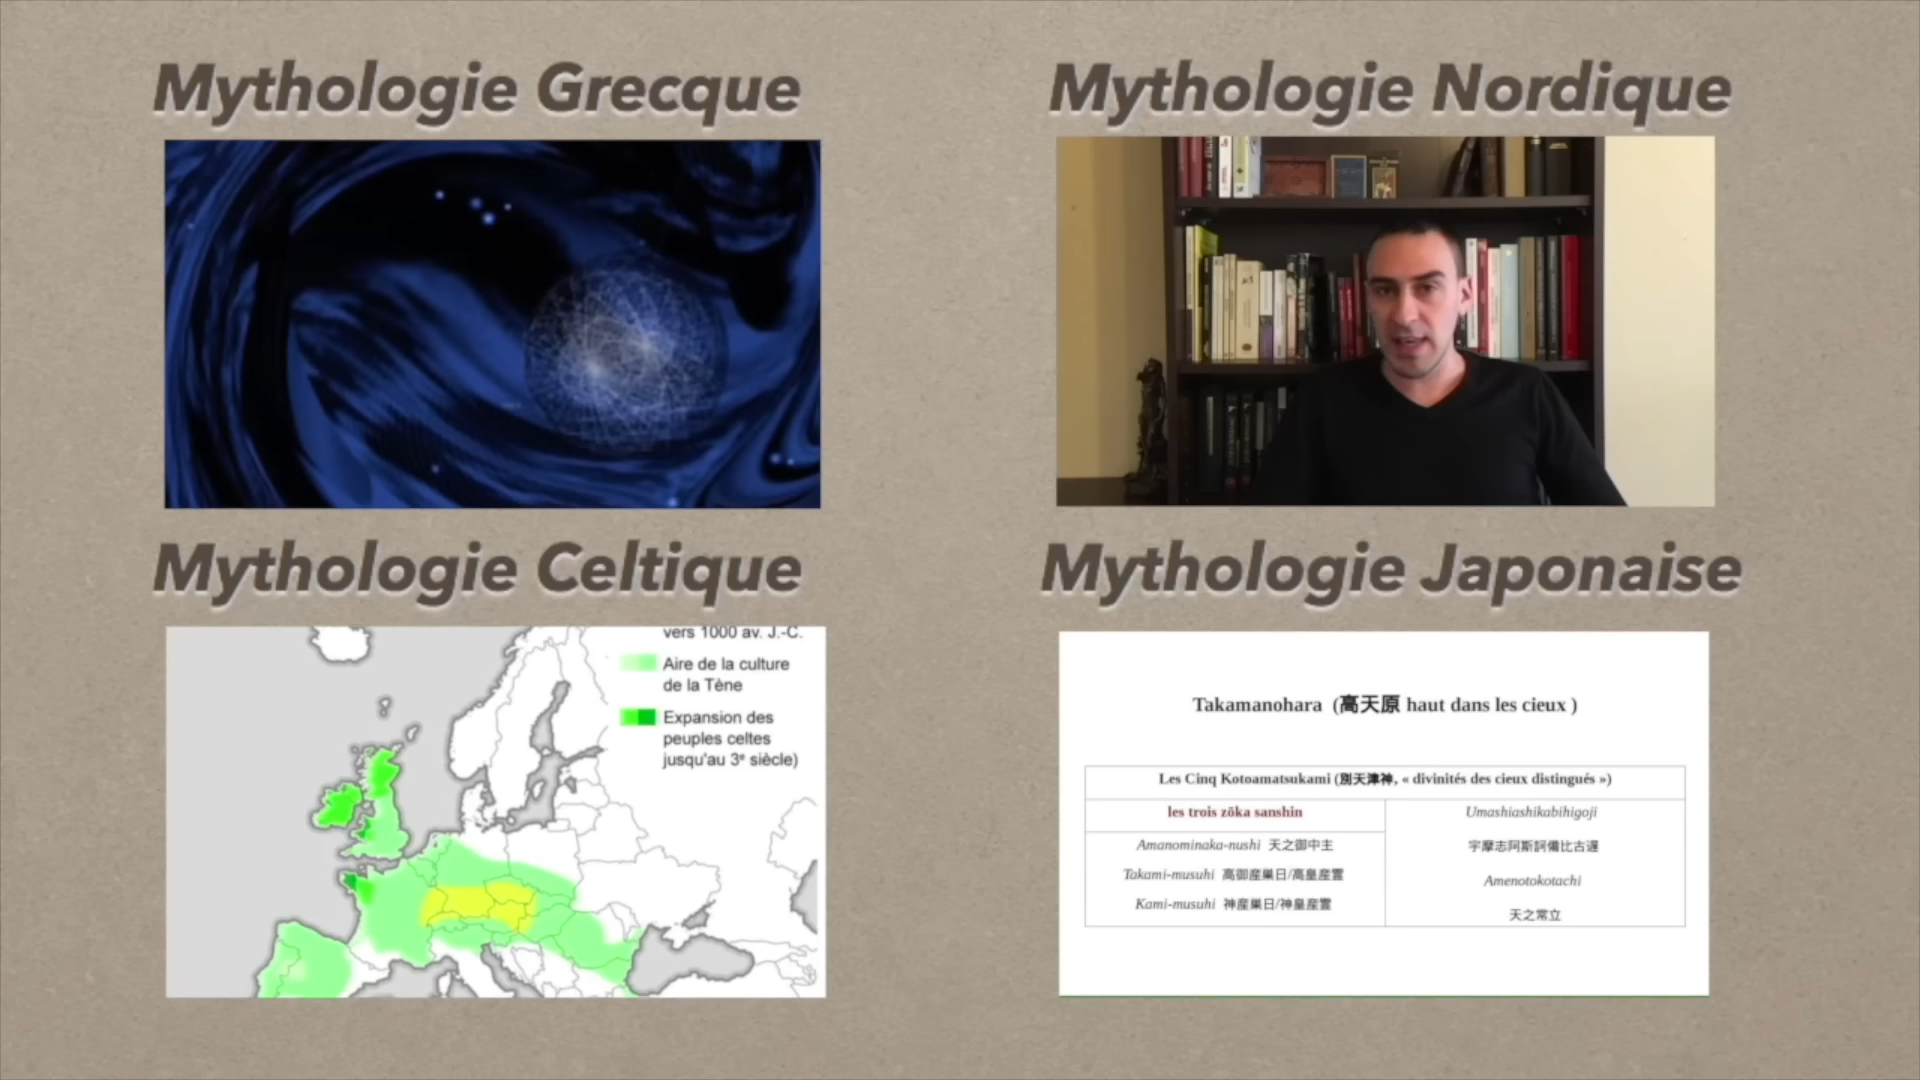 Mythologie Grecque
Mythologie Nordique
Mythologie Celtique
vers 1000 av. J.-C.
Aire de la culture
de la Tène
Expansion des
peuples celtes
jusqu'au 3ᵉ siècle)
Mythologie Japonaise
Takamanohara (高天原 haut dans les cieux )
Les Cinq Kotoamatsukami (別天津神, « divinités des cieux distingués »)
les trois zōka sanshin
Amanominaka-nushi 天之御中主
Takami-musuhi 高御産巣日/高皇産霊
Kami-musuhi 神産巣日/神皇産霊
Umashiashikabihigoji
宇摩志阿斯訶備比古遅
Amenotokotachi
天之常立